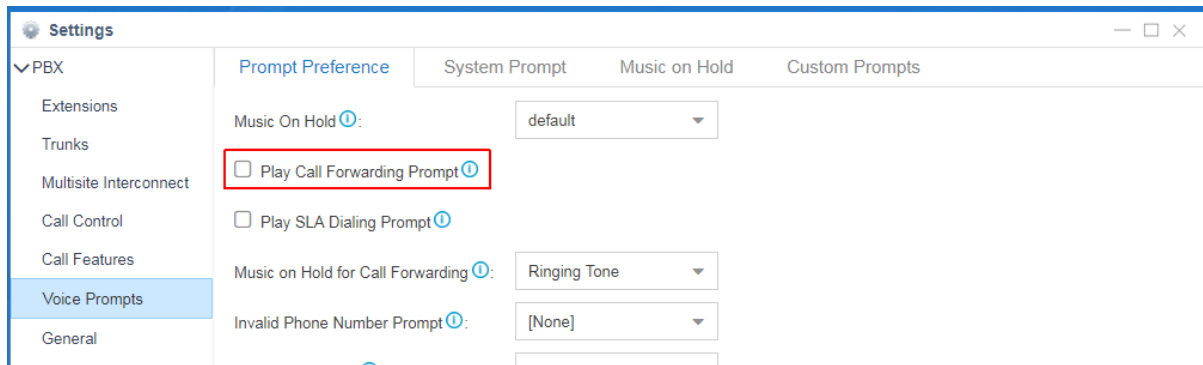 Settings
PBX
Extensions
Trunks
Multisite Interconnect
Call Control
Call Features
Voice Prompts
General
Prompt Preference System Prompt Music on Hold Custom Prompts
Music On Hold : default
Play Call Forwarding Prompt
Play SLA Dialing Prompt
Music on Hold for Call Forwarding : Ringing Tone
Invalid Phone Number Prompt : [None]